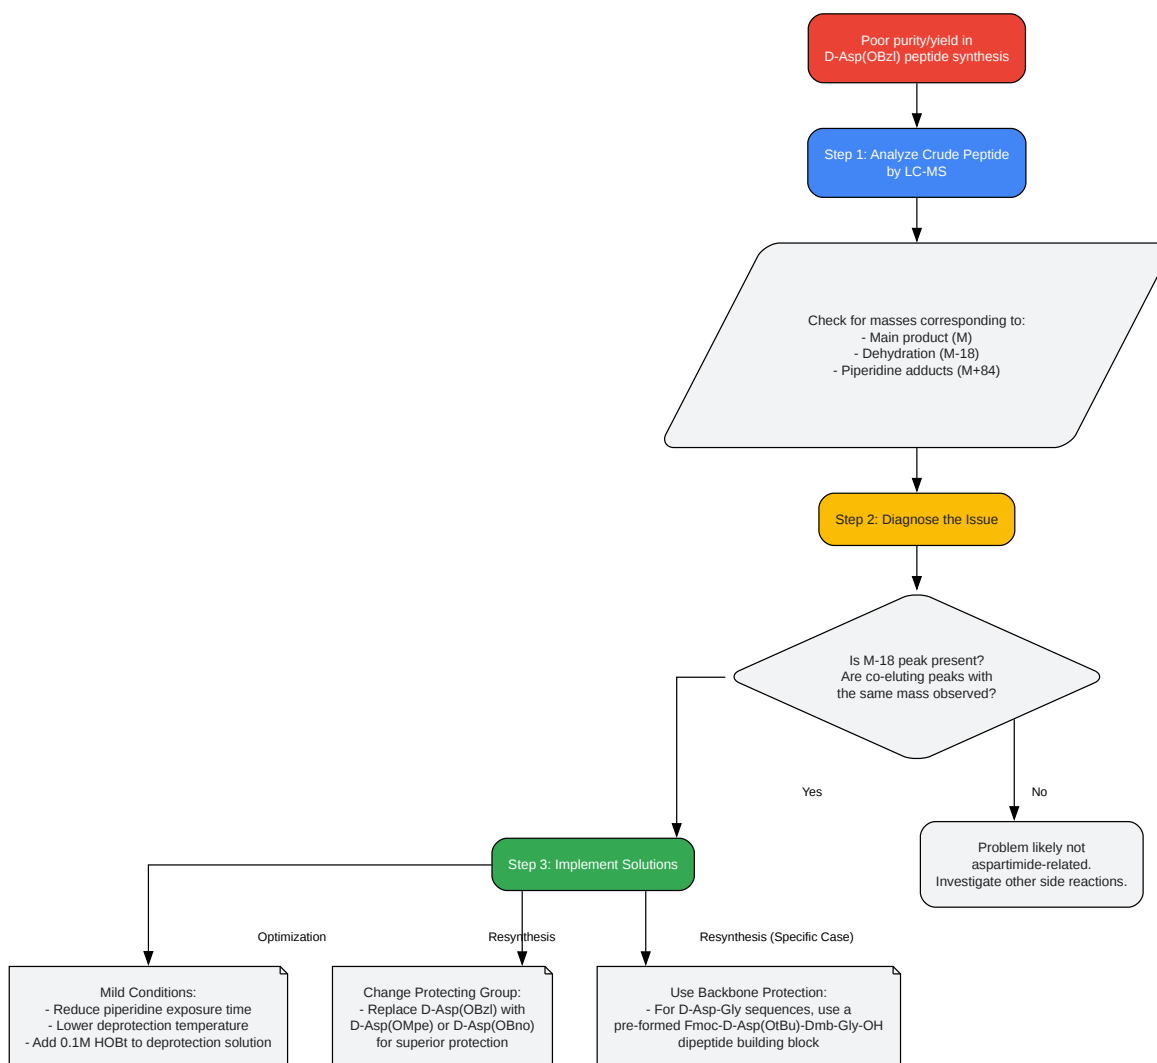 Poor purity/yield in
D-Asp(OBzl) peptide synthesis
Step 1: Analyze Crude Peptide
by LC-MS
Check for masses corresponding to:
- Main product (M)
- Dehydration (M-18)
- Piperidine adducts (M+84)
Step 2: Diagnose the Issue
Is M-18 peak present?
Are co-eluting peaks with
the same mass observed?
Yes
No
Problem likely not
aspartimide-related.
Investigate other side reactions.
Step 3: Implement Solutions
Optimization
Resynthesis
Resynthesis (Specific Case)
Mild Conditions:
- Reduce piperidine exposure time
- Lower deprotection temperature
- Add 0.1M HOBt to deprotection solution
Change Protecting Group:
- Replace D-Asp(OBzl) with
D-Asp(OMpe) or D-Asp(OBno)
for superior protection
Use Backbone Protection:
- For D-Asp-Gly sequences, use a
pre-formed Fmoc-D-Asp(OtBu)-Dmb-Gly-OH
dipeptide building block